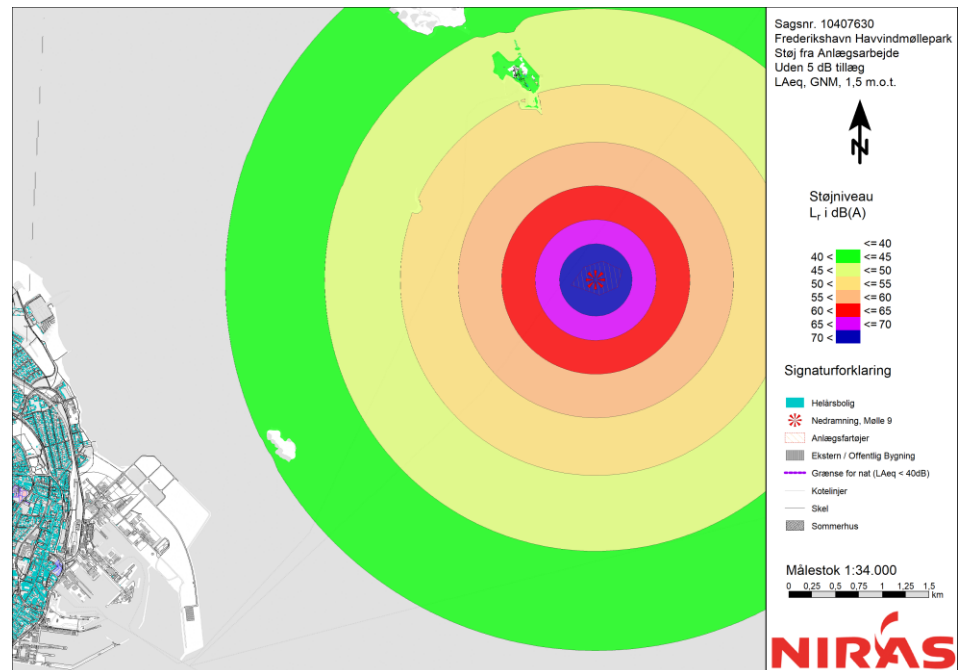 Sagsnr. 10407630
Frederikshavn Havvindmøllepark
Støj fra Anlægsarbejde
Uden 5 dB tillæg
LAeq, GNM, 1,5 m.o.t.
N
Støjniveau
Lr i dB(A)
<= 40
40 < <= 45
45 < <= 50
50 < <= 55
55 < <= 60
60 < <= 65
65 < <= 70
70 <
Signaturforklaring
Helårsbolig
Nedramning, Mølle 9
Anlægsfartøjer
Ekstern / Offentlig Bygning
Grænse for nat (LAeq < 40dB)
Kotelinjer
Skel
Sommerhus
Målestok 1:34.000
0 0,25 0,5 0,75 1 1,25 1,5
km
NIRAS